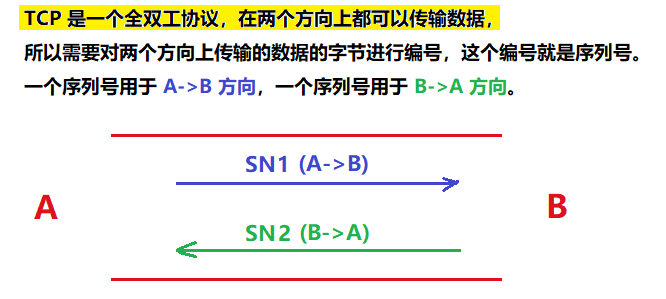 TCP 是一个全双工协议，在两个方向上都可以传输数据，
所以需要对两个方向上传输的数据的字节进行编号，这个编号就是序列号。
一个序列号用于 A->B 方向，一个序列号用于 B->A 方向。
SN1 (A->B)
A
B
SN2 (B->A)